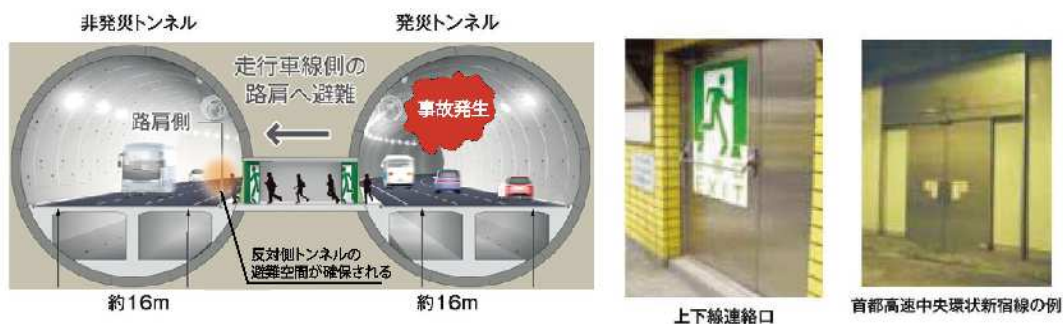 非発災トンネル
発災トンネル
走行車線側の
路肩へ避難
事故発生
路肩側
反対側トンネルの
避難空間が確保される
約16m
約16m
EXIT
上下線連絡口
首都高速中央環状新宿線の例